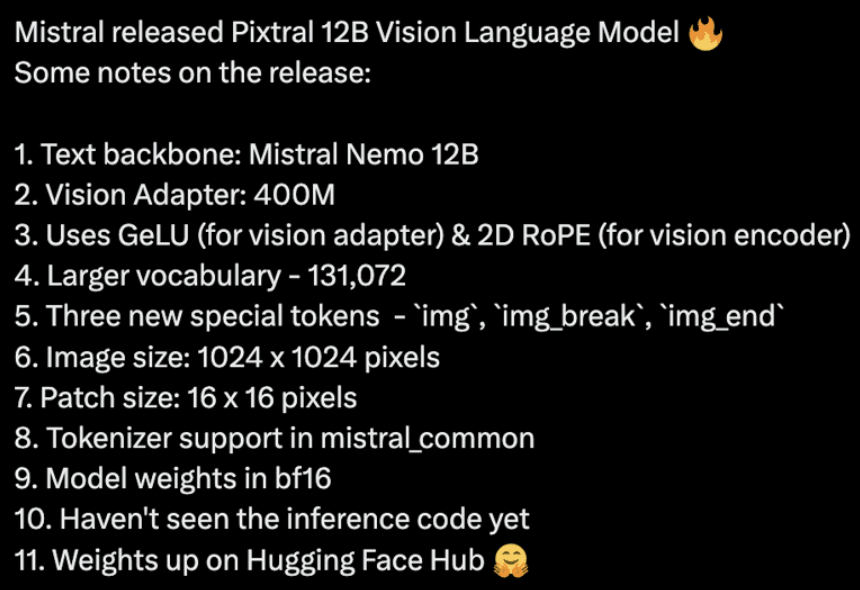 Mistral released Pixtral 12B Vision Language Model 🔥
Some notes on the release:
1. Text backbone: Mistral Nemo 12B
2. Vision Adapter: 400M
3. Uses GeLU (for vision adapter) & 2D RoPE (for vision encoder)
4. Larger vocabulary - 131,072
5. Three new special tokens - `img`, `img_break`, `img_end`
6. Image size: 1024 x 1024 pixels
7. Patch size: 16 x 16 pixels
8. Tokenizer support in mistral_common
9. Model weights in bf16
10. Haven't seen the inference code yet
11. Weights up on Hugging Face Hub 🤗